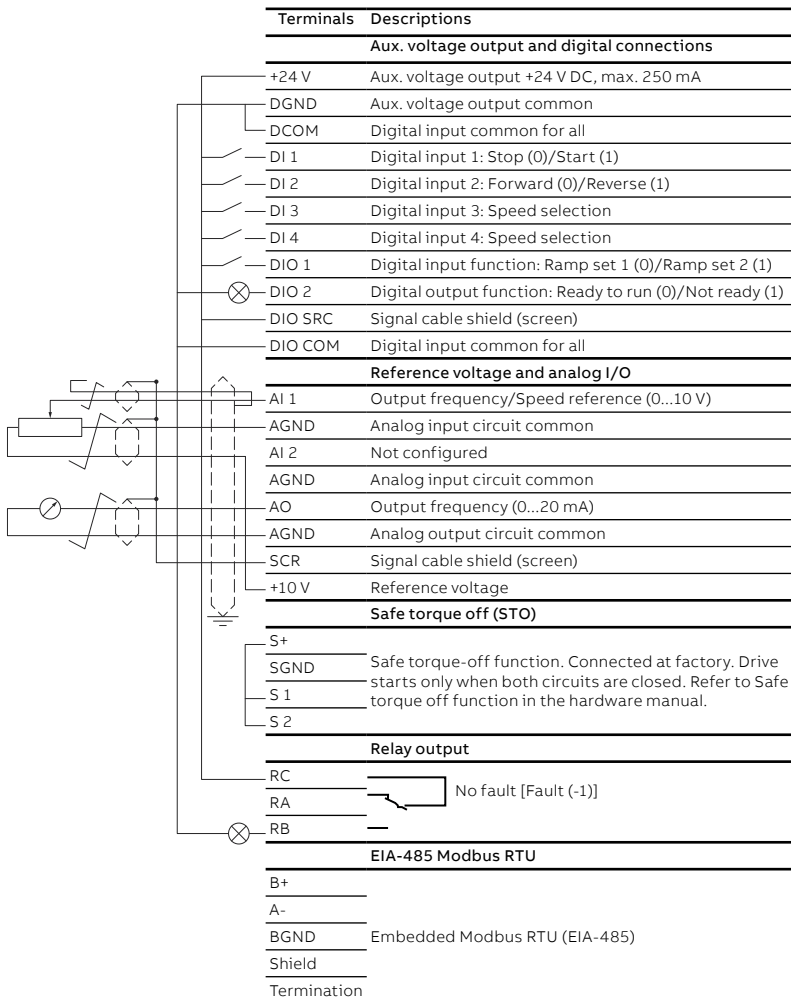 Terminals Descriptions
Aux. voltage output and digital connections
+24 V Aux. voltage output +24 V DC, max. 250 mA
DGND Aux. voltage output common
DCOM Digital input common for all
DI 1 Digital input 1: Stop (0)/Start (1)
DI 2 Digital input 2: Forward (0)/Reverse (1)
DI 3 Digital input 3: Speed selection
DI 4 Digital input 4: Speed selection
DIO 1 Digital input function: Ramp set 1 (0)/Ramp set 2 (1)
DIO 2 Digital output function: Ready to run (0)/Not ready (1)
DIO SRC Signal cable shield (screen)
DIO COM Digital input common for all
Reference voltage and analog I/O
AI 1 Output frequency/Speed reference (0...10 V)
AGND Analog input circuit common
AI 2 Not configured
AGND Analog input circuit common
AO Output frequency (0...20 mA)
AGND Analog output circuit common
SCR Signal cable shield (screen)
+10 V Reference voltage
Safe torque off (STO)
S+
SGND
S 1
S 2
Safe torque-off function. Connected at factory. Drive
starts only when both circuits are closed. Refer to Safe
torque off function in the hardware manual.
Relay output
RC
RA
RB
No fault [Fault (-1)]
EIA-485 Modbus RTU
B+
A-
BGND Embedded Modbus RTU (EIA-485)
Shield
Termination